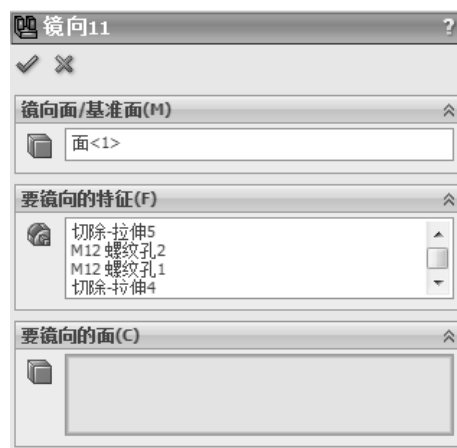 镜向11
?
镜向面/基准面(M)
面<1>
要镜向的特征(F)
切除-拉伸5
M12 螺纹孔2
M12 螺纹孔1
切除-拉伸4
要镜向的面(C)